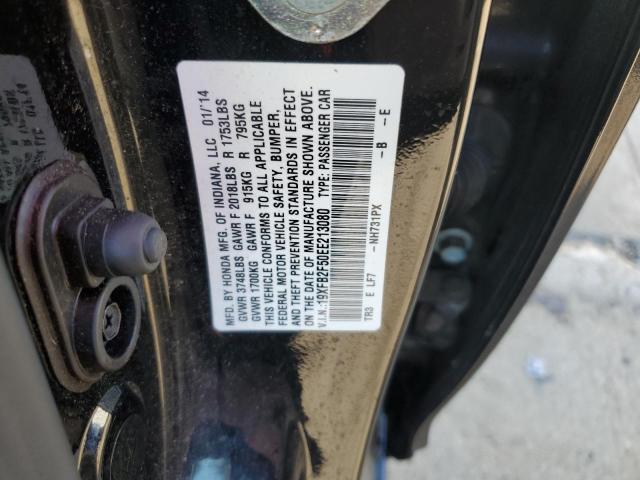 MFD. BY HONDA MFG. OF INDIANA, LLC 01/'14
GVWR 3748LBS GAWR F 2018LBS R 1753LBS
GVWR 1700KG GAWR F 915KG R 795KG
THIS VEHICLE CONFORMS TO ALL APPLICABLE
FEDERAL MOTOR VEHICLE SAFETY, BUMPER,
AND THEFT PREVENTION STANDARDS IN EFFECT
ON THE DATE OF MANUFACTURE SHOWN ABOVE.
V.I.N.:19XFB2F50EE213080 TYPE: PASSENGER CAR
TR3 E LF7 -NH731PX -B -E